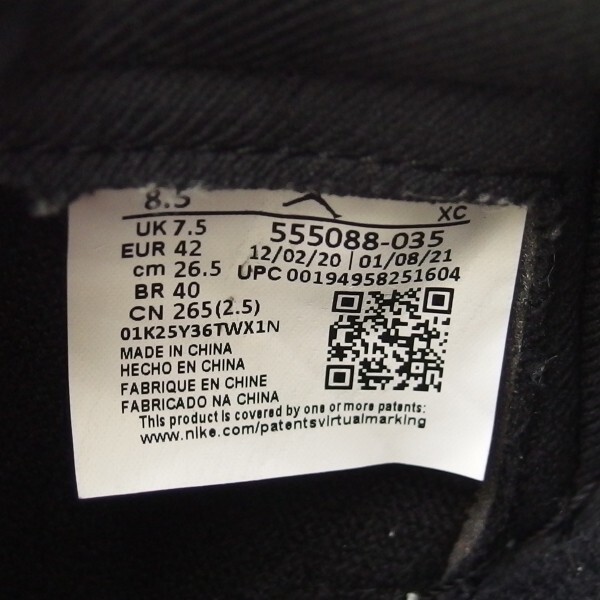 8.5
XC
UK 7.5
EUR 42
cm 26.5
BR 40
CN 265(2.5)
555088-035
12/02/20 | 01/08/21
UPC 00194958251604
01K25Y36TWX1N
MADE IN CHINA
HECHO EN CHINA
FABRIQUE EN CHINE
FABRICADO NA CHINA
This product is covered by one or more patents:
www.nike.com/patentsvirtualmarking